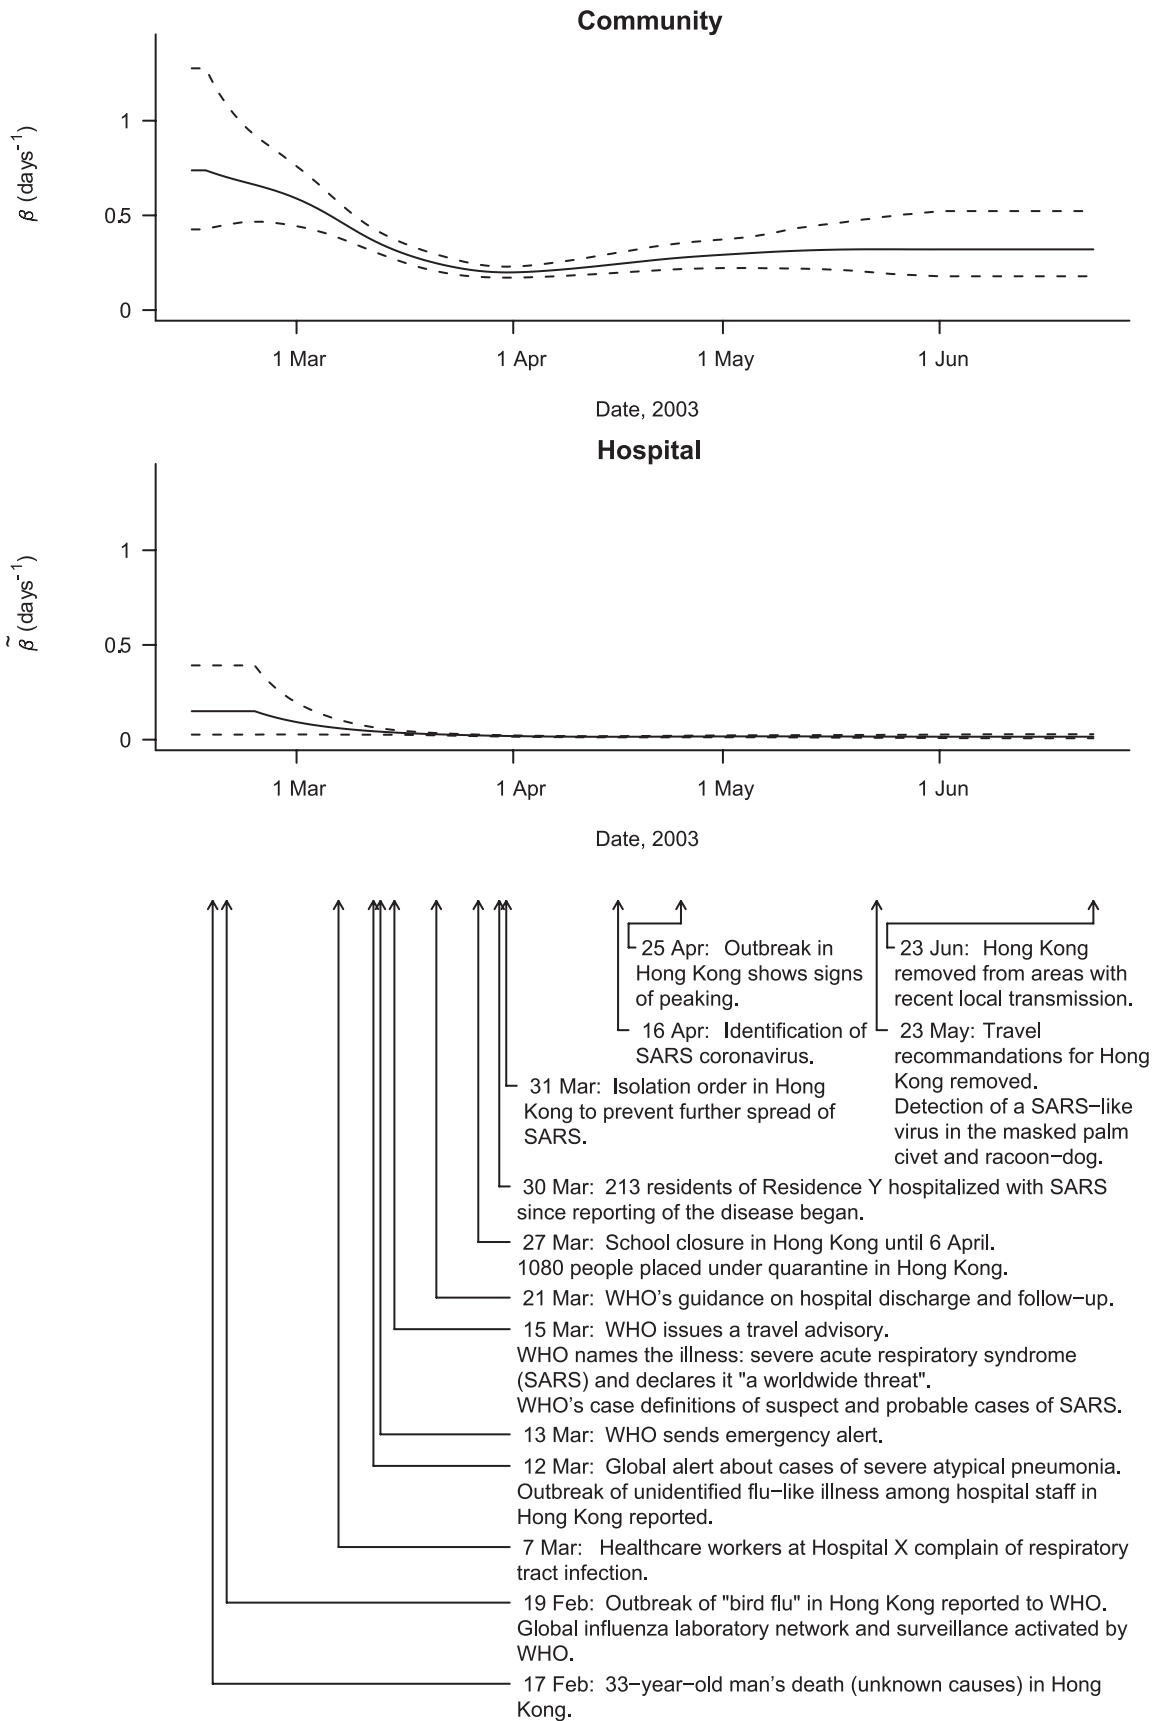 Community
β (days⁻¹)
1
0.5
0
1 Mar
1 Apr
1 May
1 Jun
Date, 2003
Hospital
β̃ (days⁻¹)
1
0.5
0
1 Mar
1 Apr
1 May
1 Jun
Date, 2003
25 Apr: Outbreak in
Hong Kong shows signs
of peaking.
23 Jun: Hong Kong
removed from areas with
recent local transmission.
16 Apr: Identification of
SARS coronavirus.
23 May: Travel
recommandations for Hong
Kong removed.
Detection of a SARS−like
virus in the masked palm
civet and racoon−dog.
31 Mar: Isolation order in Hong
Kong to prevent further spread of
SARS.
30 Mar: 213 residents of Residence Y hospitalized with SARS
since reporting of the disease began.
27 Mar: School closure in Hong Kong until 6 April.
1080 people placed under quarantine in Hong Kong.
21 Mar: WHO's guidance on hospital discharge and follow−up.
15 Mar: WHO issues a travel advisory.
WHO names the illness: severe acute respiratory syndrome
(SARS) and declares it "a worldwide threat".
WHO's case definitions of suspect and probable cases of SARS.
13 Mar: WHO sends emergency alert.
12 Mar: Global alert about cases of severe atypical pneumonia.
Outbreak of unidentified flu−like illness among hospital staff in
Hong Kong reported.
7 Mar: Healthcare workers at Hospital X complain of respiratory
tract infection.
19 Feb: Outbreak of "bird flu" in Hong Kong reported to WHO.
Global influenza laboratory network and surveillance activated by
WHO.
17 Feb: 33−year−old man's death (unknown causes) in Hong
Kong.